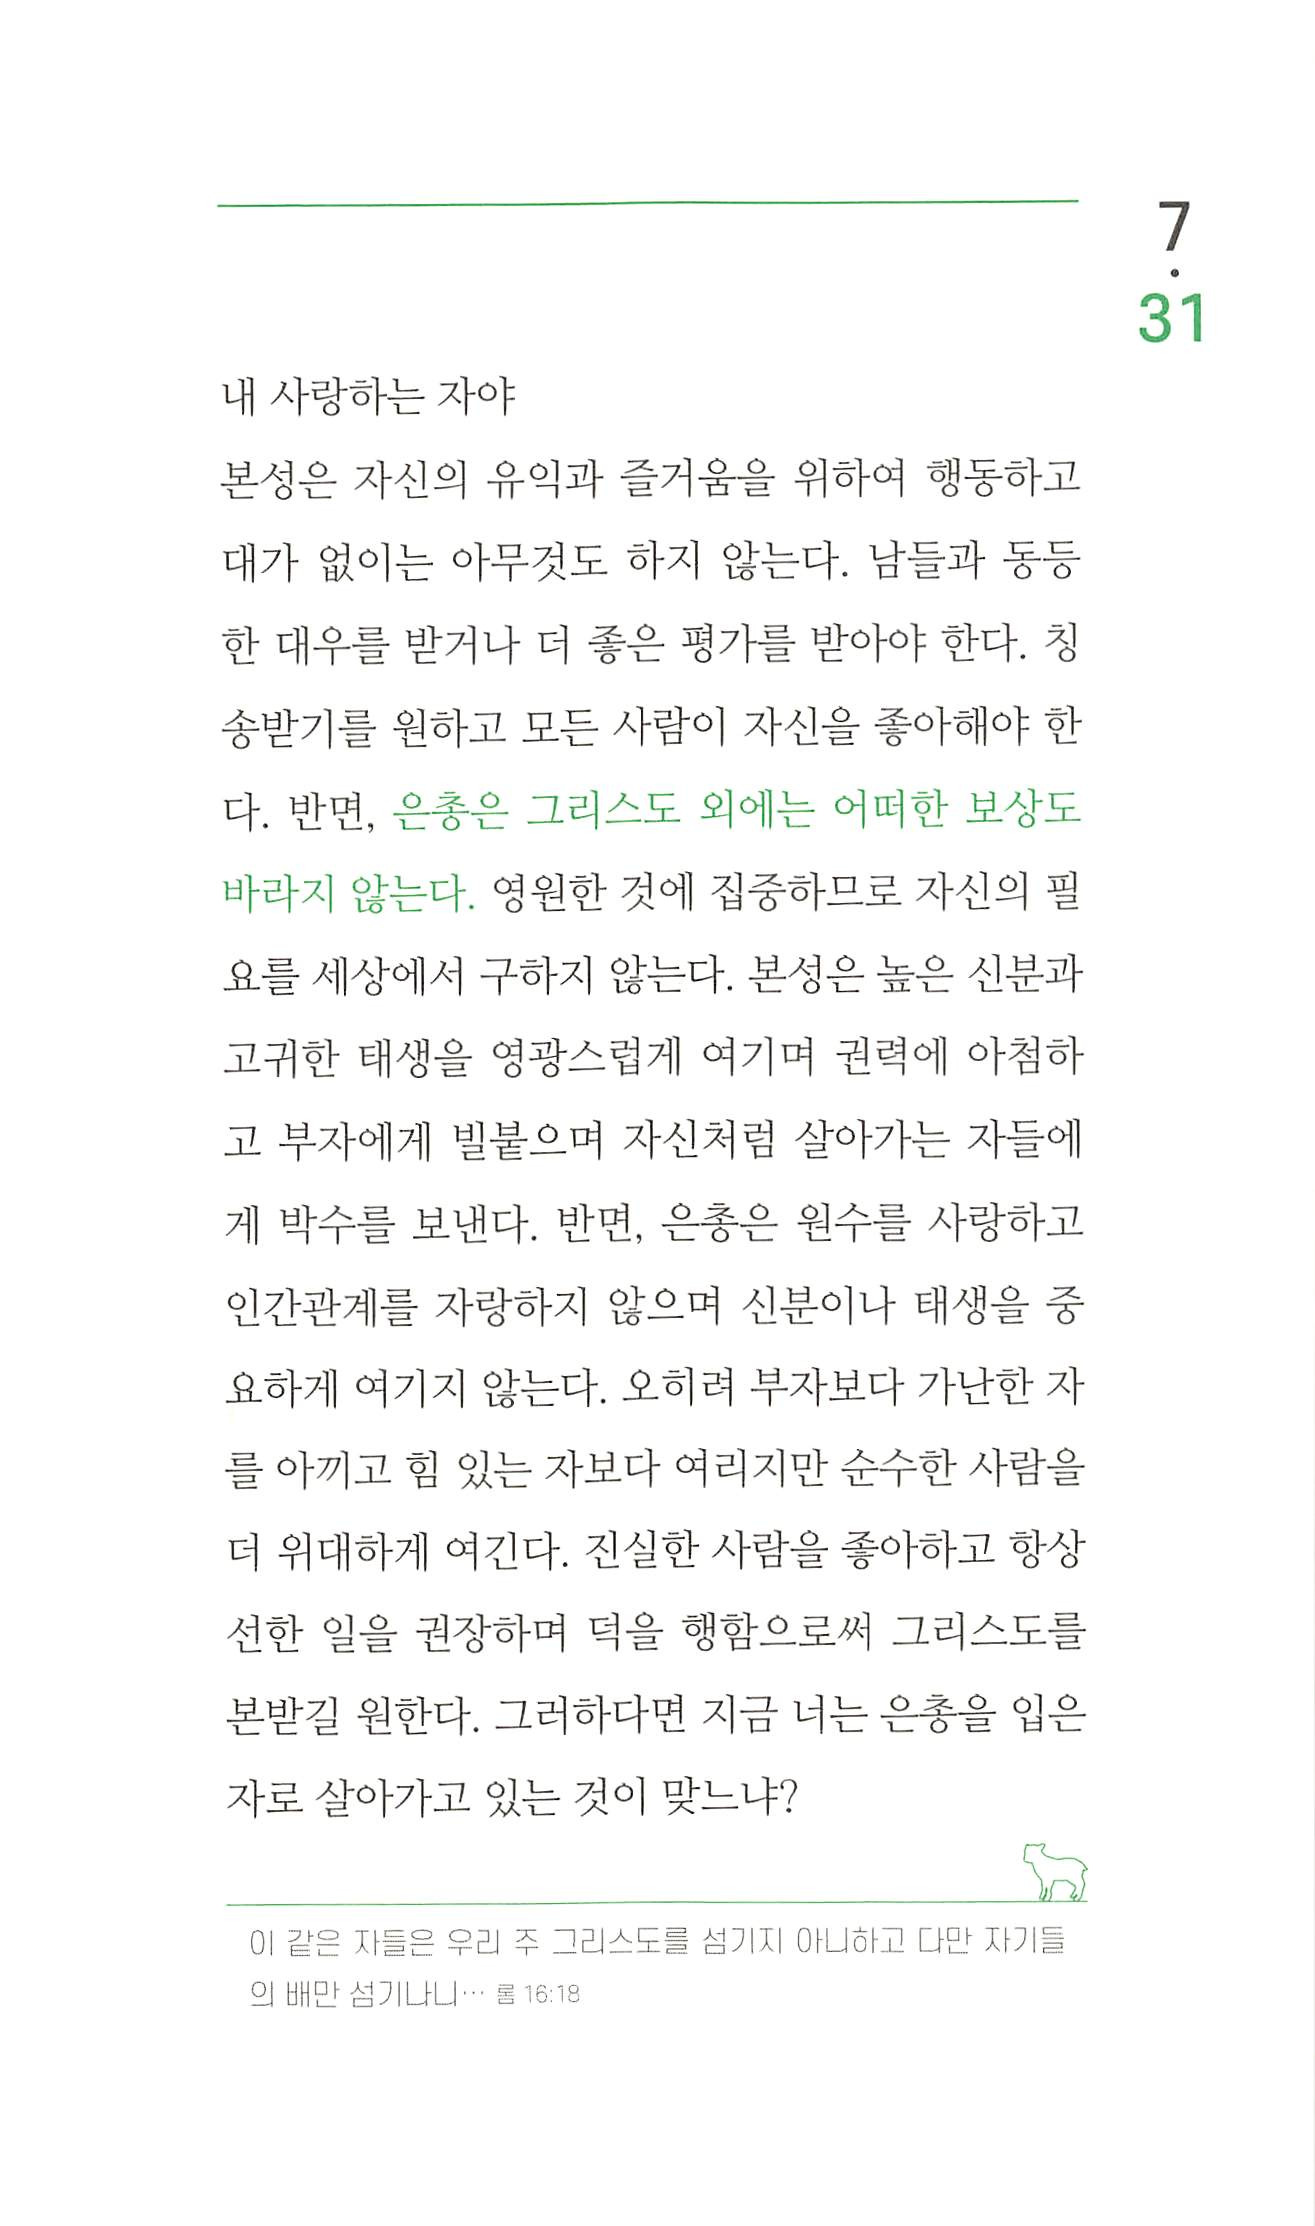 7
·
31
내 사랑하는 자야
본성은 자신의 유익과 즐거움을 위하여 행동하고
대가 없이는 아무것도 하지 않는다. 남들과 동등
한 대우를 받거나 더 좋은 평가를 받아야 한다. 칭
송받기를 원하고 모든 사람이 자신을 좋아해야 한
다. 반면, 은총은 그리스도 외에는 어떠한 보상도
바라지 않는다. 영원한 것에 집중하므로 자신의 필
요를 세상에서 구하지 않는다. 본성은 높은 신분과
고귀한 태생을 영광스럽게 여기며 권력에 아첨하
고 부자에게 빌붙으며 자신처럼 살아가는 자들에
게 박수를 보낸다. 반면, 은총은 원수를 사랑하고
인간관계를 자랑하지 않으며 신분이나 태생을 중
요하게 여기지 않는다. 오히려 부자보다 가난한 자
를 아끼고 힘 있는 자보다 여리지만 순수한 사람을
더 위대하게 여긴다. 진실한 사람을 좋아하고 항상
선한 일을 권장하며 덕을 행함으로써 그리스도를
본받길 원한다. 그러하다면 지금 너는 은총을 입은
자로 살아가고 있는 것이 맞느냐?
이 같은 자들은 우리 주 그리스도를 섬기지 아니하고 다만 자기들
의 배만 섬기나니… 롬 16:18